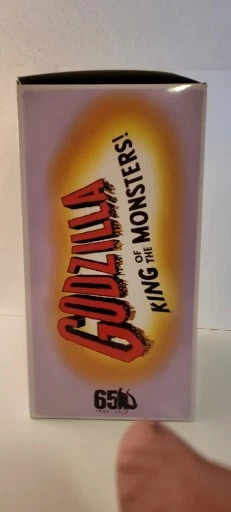 GODZILLA
KING OF THE MONSTERS!
65